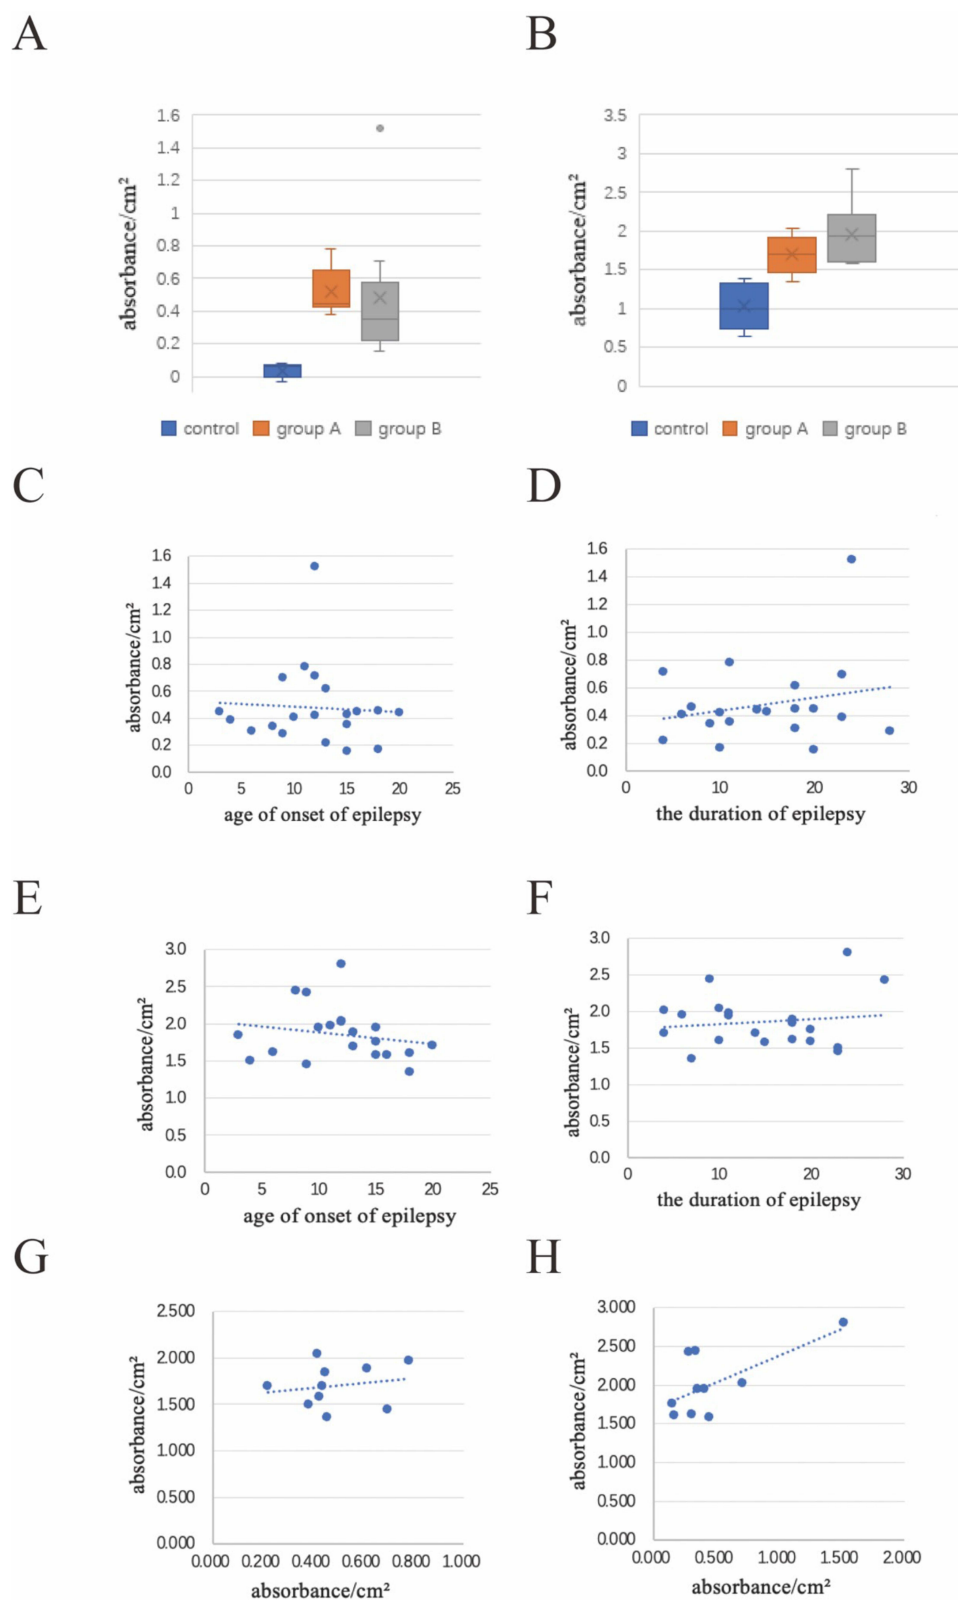 A
absorbance/cm²
1.6
1.4
1.2
1
0.8
0.6
0.4
0.2
0
control group A group B
B
absorbance/cm²
3.5
3
2.5
2
1.5
1
0.5
0
control group A group B
C
absorbance/cm²
1.6
1.4
1.2
1.0
0.8
0.6
0.4
0.2
0.0
0 5 10 15 20 25
age of onset of epilepsy
D
absorbance/cm²
1.6
1.4
1.2
1.0
0.8
0.6
0.4
0.2
0.0
0 10 20 30
the duration of epilepsy
E
absorbance/cm²
3.0
2.5
2.0
1.5
1.0
0.5
0.0
0 5 10 15 20 25
age of onset of epilepsy
F
absorbance/cm²
3.0
2.5
2.0
1.5
1.0
0.5
0.0
0 10 20 30
the duration of epilepsy
G
absorbance/cm²
2.500
2.000
1.500
1.000
0.500
0.000
0.000 0.200 0.400 0.600 0.800 1.000
absorbance/cm²
H
absorbance/cm²
3.000
2.500
2.000
1.500
1.000
0.500
0.000
0.000 0.500 1.000 1.500 2.000
absorbance/cm²